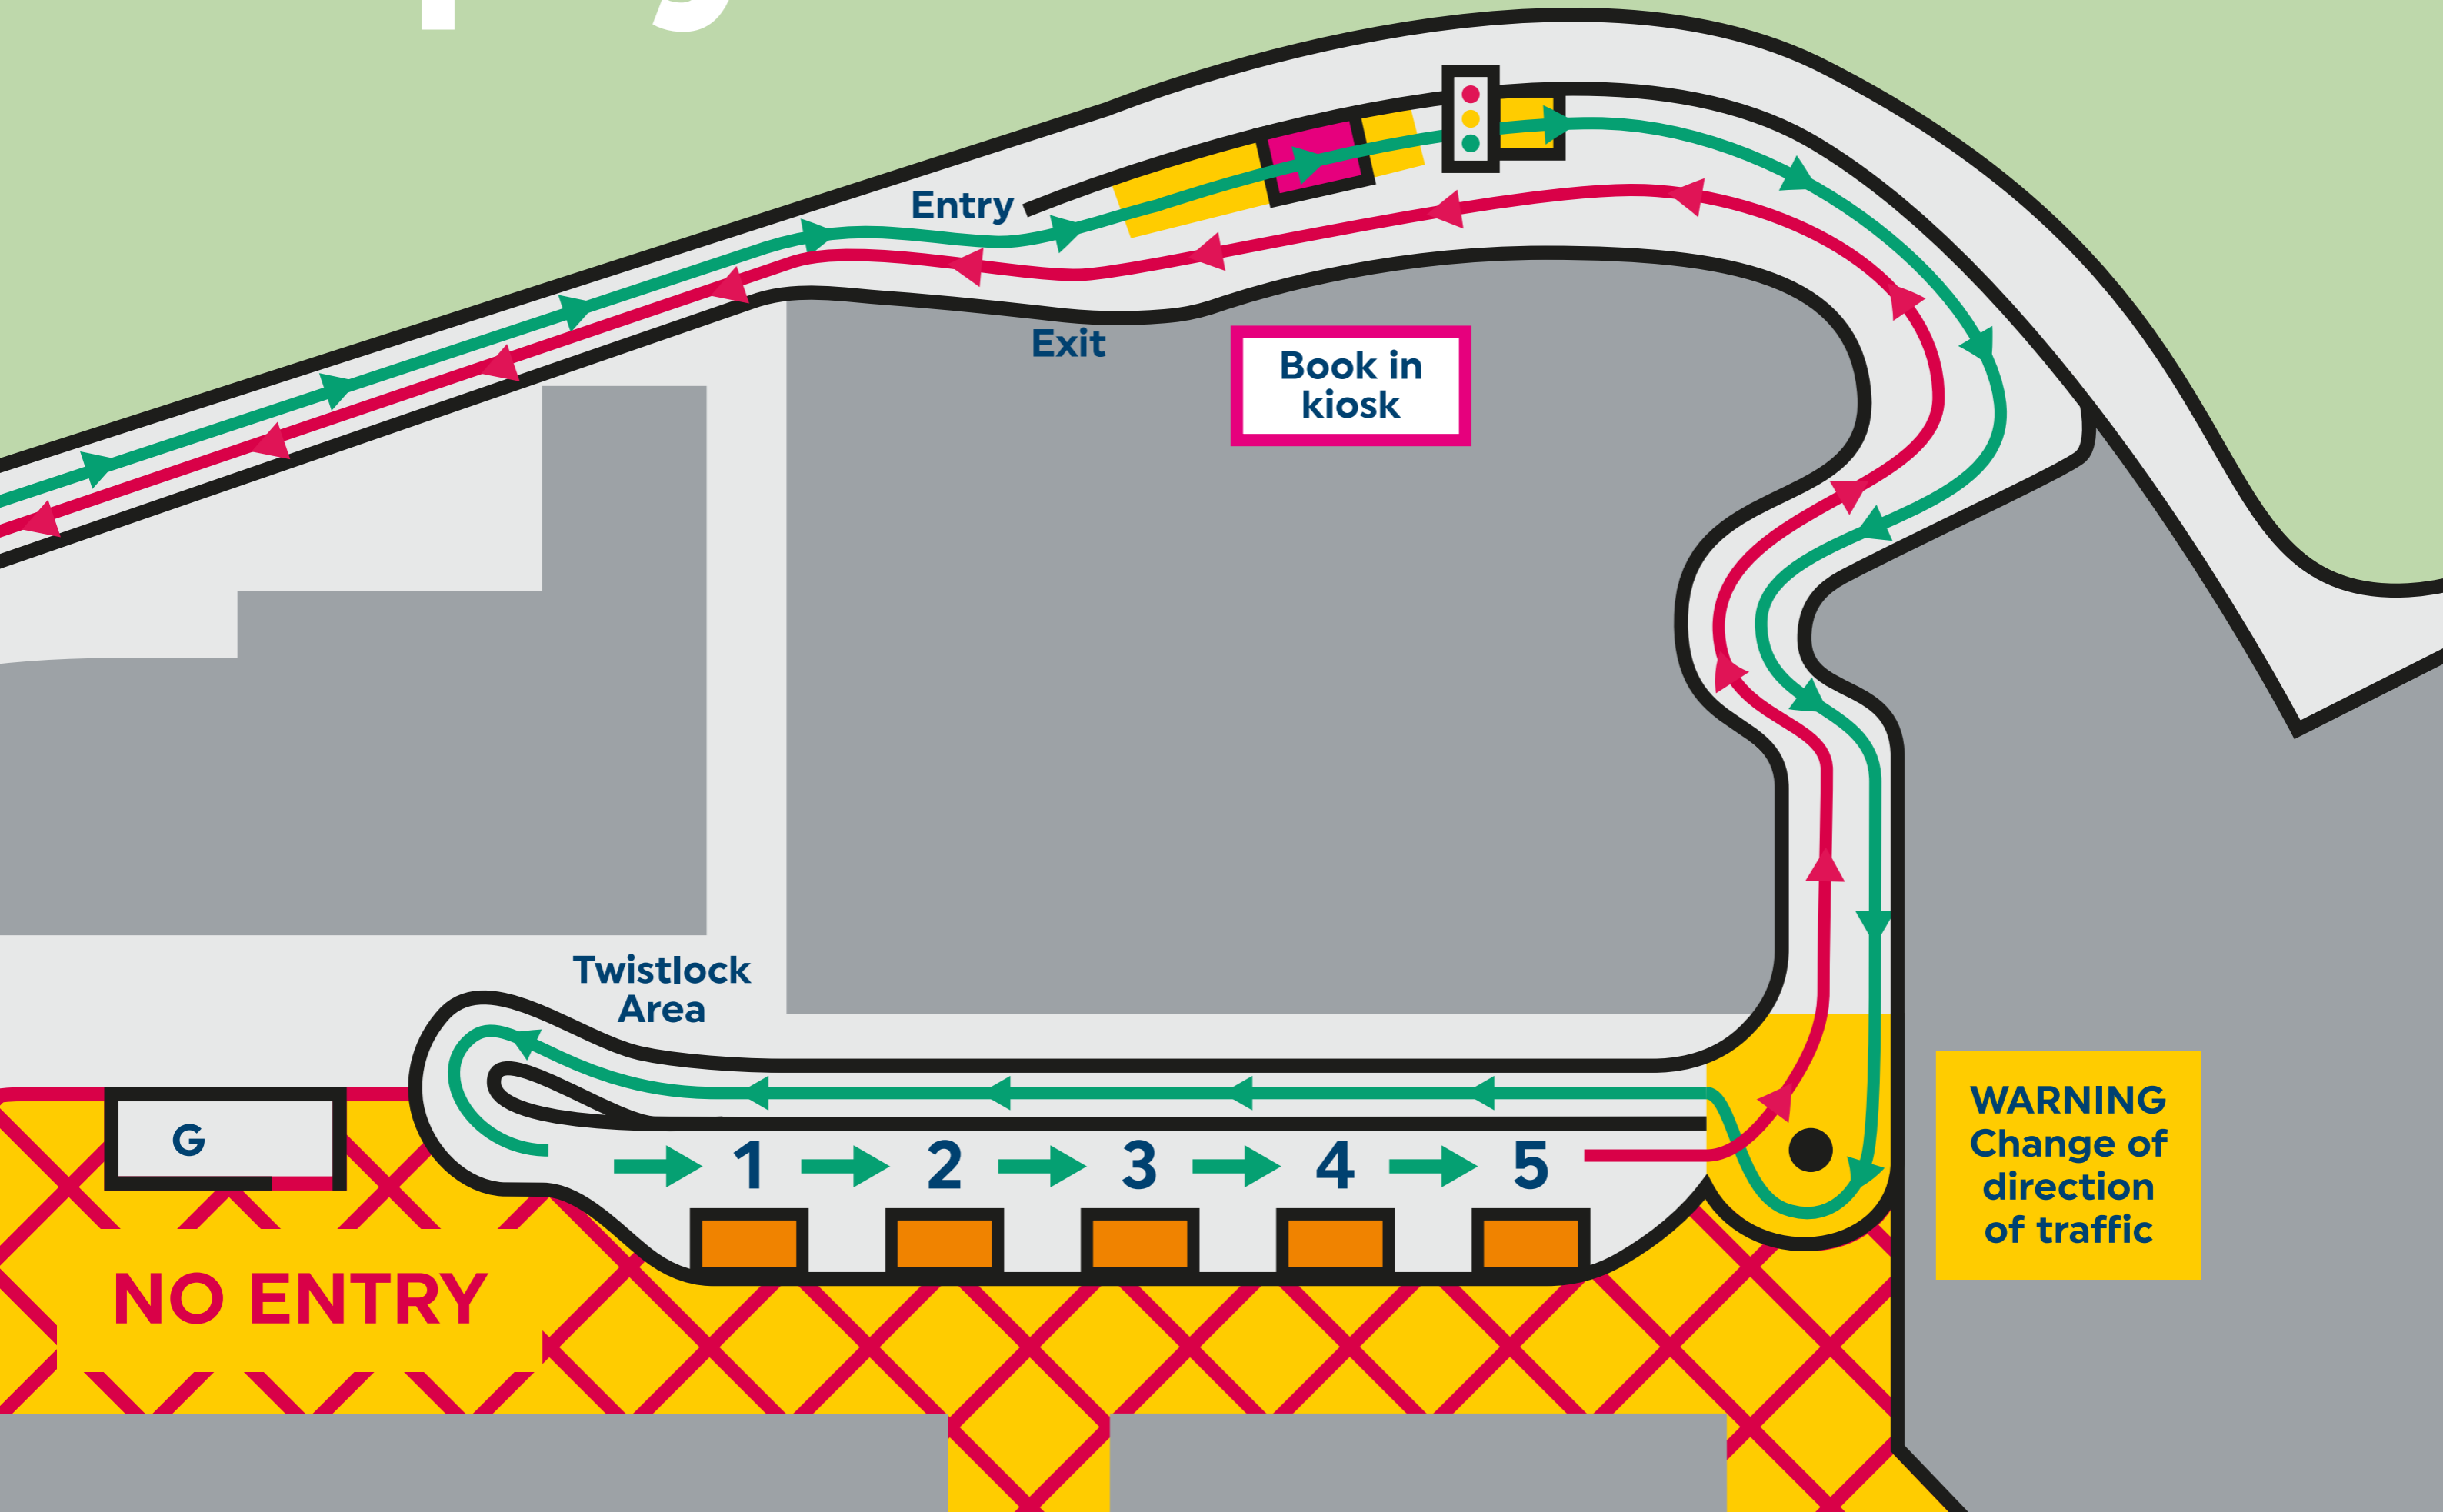 Entry
Exit
Book in
kiosk
Twistlock
Area
G
1 2 3 4 5
WARNING
Change of
direction
of traffic
NO ENTRY